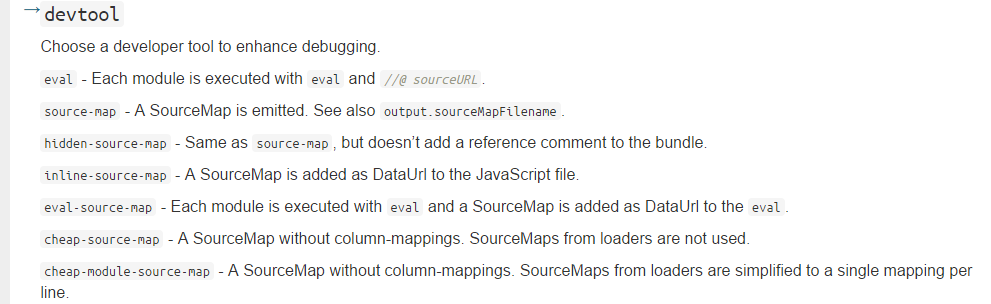 → devtool
Choose a developer tool to enhance debugging.
eval - Each module is executed with eval and //@ sourceURL.
source-map - A SourceMap is emitted. See also output.sourceMapFilename.
hidden-source-map - Same as source-map, but doesn’t add a reference comment to the bundle.
inline-source-map - A SourceMap is added as DataUrl to the JavaScript file.
eval-source-map - Each module is executed with eval and a SourceMap is added as DataUrl to the eval.
cheap-source-map - A SourceMap without column-mappings. SourceMaps from loaders are not used.
cheap-module-source-map - A SourceMap without column-mappings. SourceMaps from loaders are simplified to a single mapping per
line.